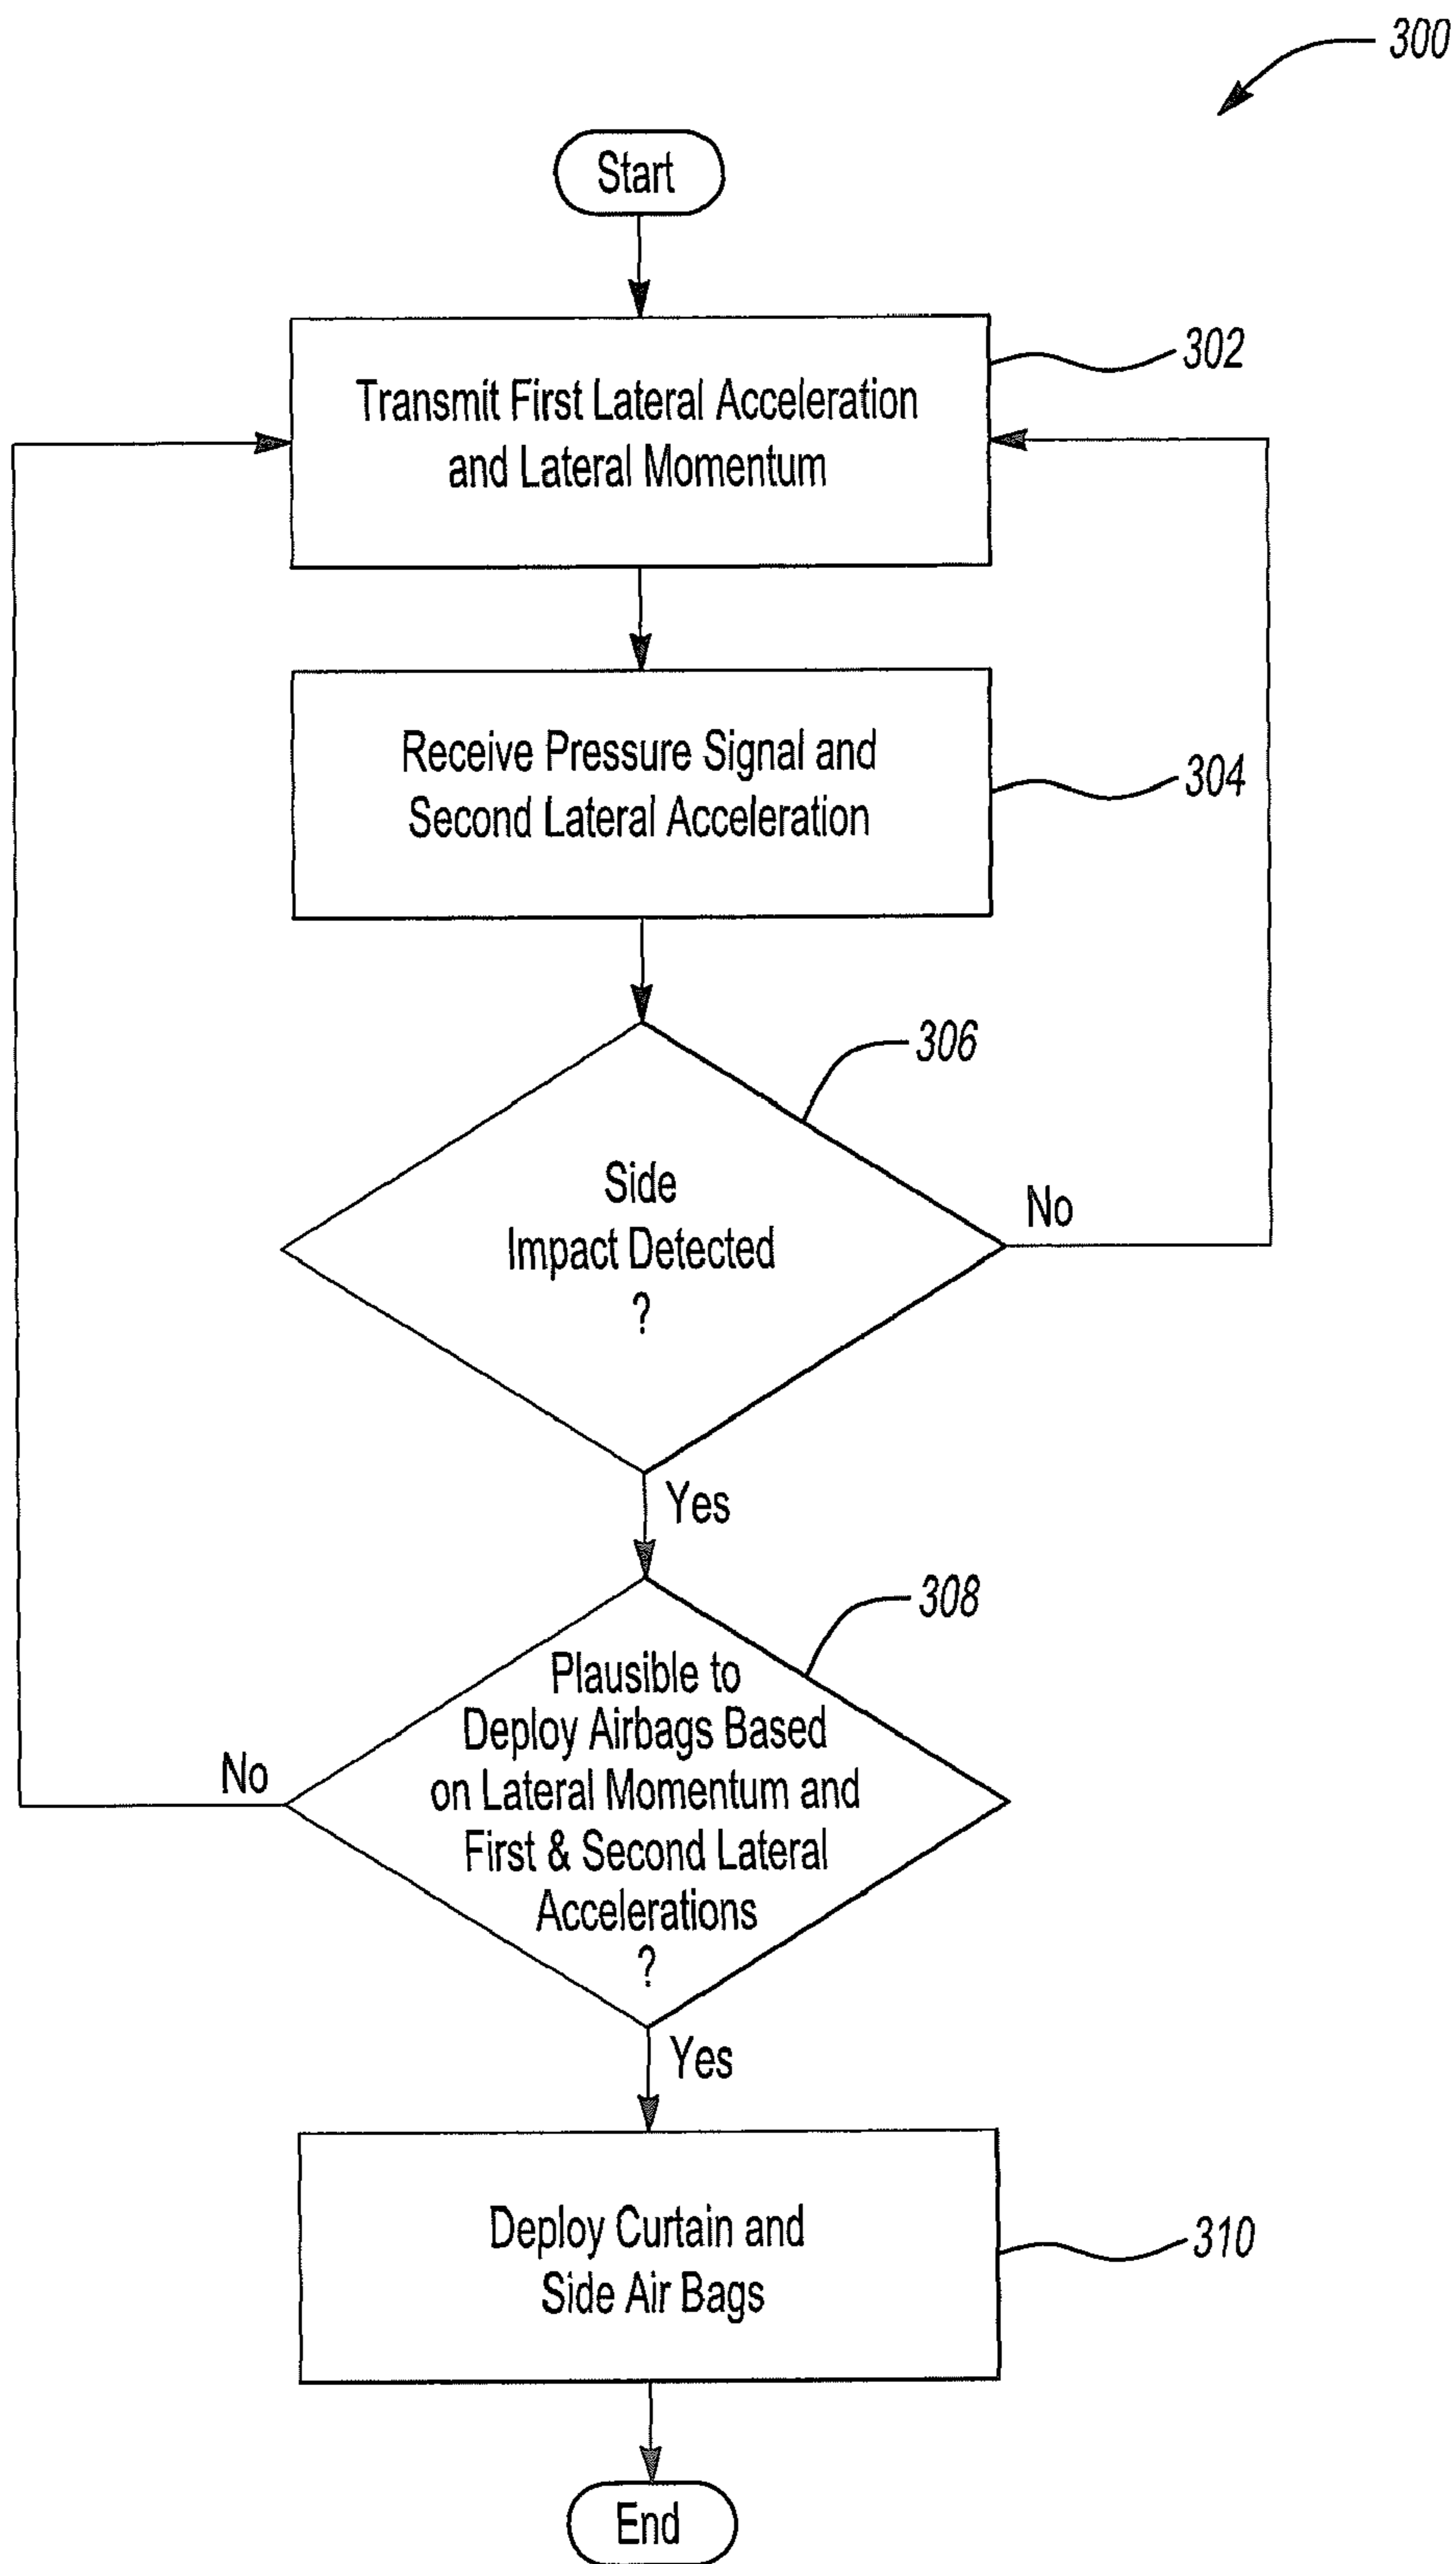 300
Start
302
Transmit First Lateral Acceleration
and Lateral Momentum
Receive Pressure Signal and
Second Lateral Acceleration
304
306
Side
Impact Detected
?
No
Yes
308
Plausible to
Deploy Airbags Based
on Lateral Momentum and
First & Second Lateral
Accelerations
?
No
Yes
Deploy Curtain and
Side Air Bags
310
End